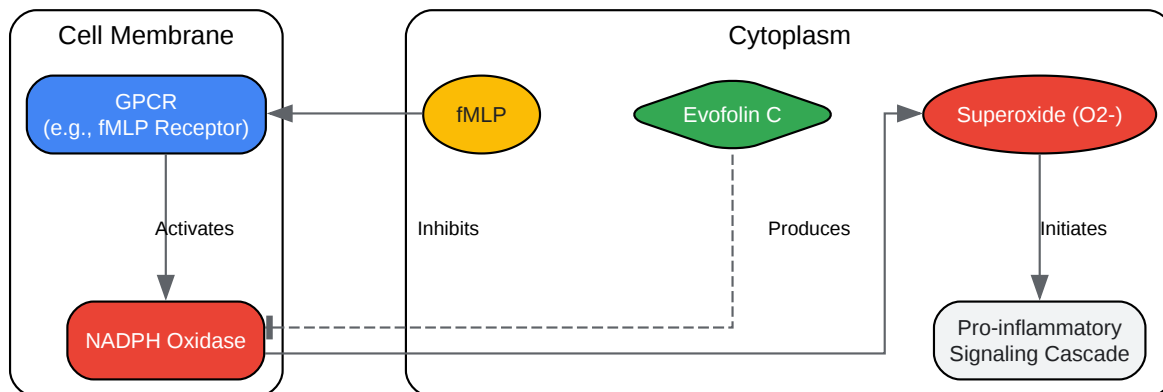 Cell Membrane
Cytoplasm
GPCR
(e.g., fMLP Receptor)
fMLP
Evofolin C
Superoxide (O2-)
Activates
Inhibits
Produces
Initiates
NADPH Oxidase
Pro-inflammatory
Signaling Cascade